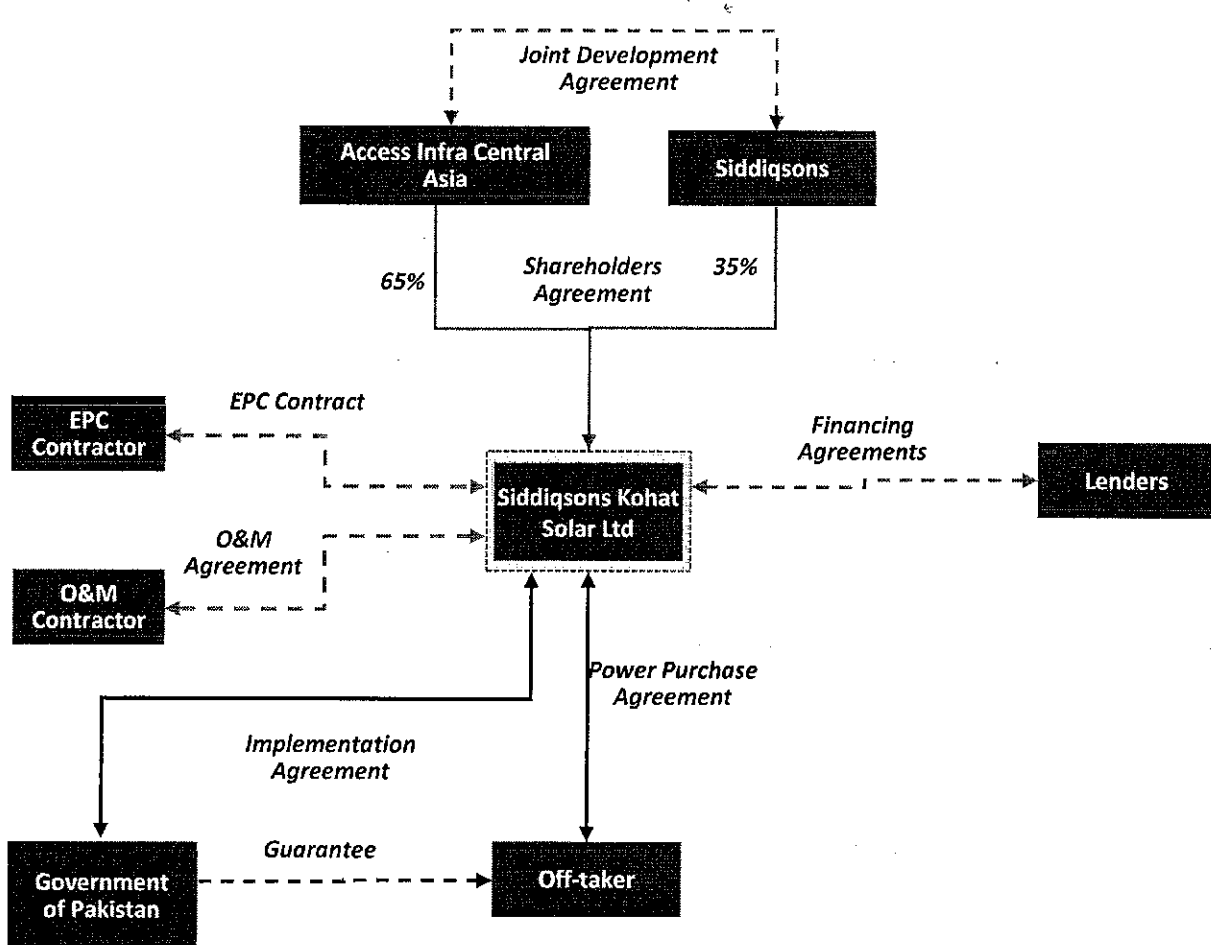 Joint Development
Agreement
Access Infra Central
Asia
Siddiqsons
65%
Shareholders
Agreement
35%
EPC Contract
EPC
Contractor
Financing
Agreements
Siddiqsons Kohat
Solar Ltd
Lenders
O&M
Agreement
O&M
Contractor
Power Purchase
Agreement
Implementation
Agreement
Guarantee
Government
of Pakistan
Off-taker